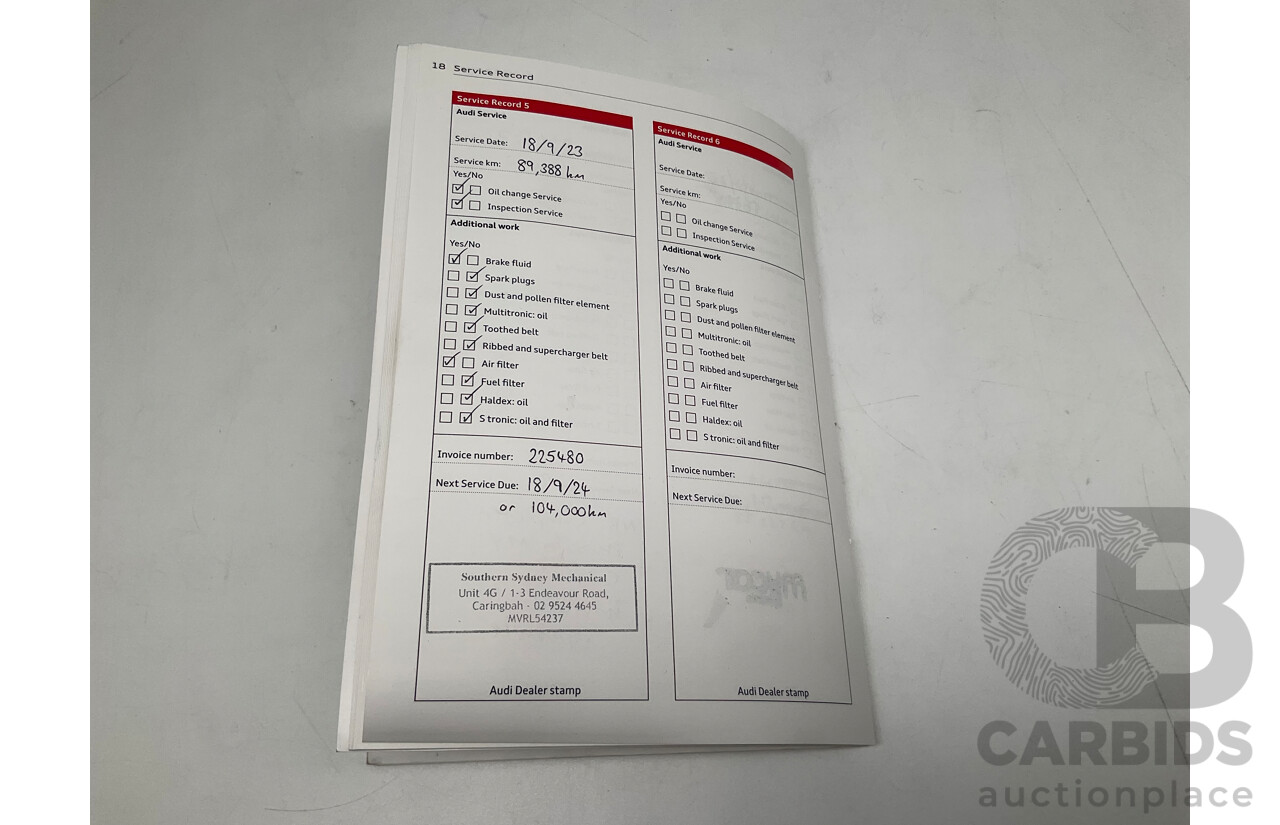 18 Service Record
Service Record 5
Audi Service
Service Date: 18/9/23
Service km: 89,388 km
Yes/No
Oil change Service
Inspection Service
Additional work
Yes/No
Brake fluid
Spark plugs
Dust and pollen filter element
Multitronic: oil
Toothed belt
Ribbed and supercharger belt
Air filter
Fuel filter
Haldex: oil
S tronic: oil and filter
Invoice number: 225480
Next Service Due: 18/9/24
or 104,000km
Southern Sydney Mechanical
Unit 4G / 1-3 Endeavour Road,
Caringbah - 02 9524 4645
MVRL54237
Audi Dealer stamp
Service Record 6
Audi Service
Service Date:
Service km:
Yes/No
Oil change Service
Inspection Service
Additional work
Yes/No
Brake fluid
Spark plugs
Dust and pollen filter element
Multitronic: oil
Toothed belt
Ribbed and supercharger belt
Air filter
Fuel filter
Haldex: oil
S tronic: oil and filter
Invoice number:
Next Service Due:
Audi Dealer stamp
CB
CARBIDS
auctionplace